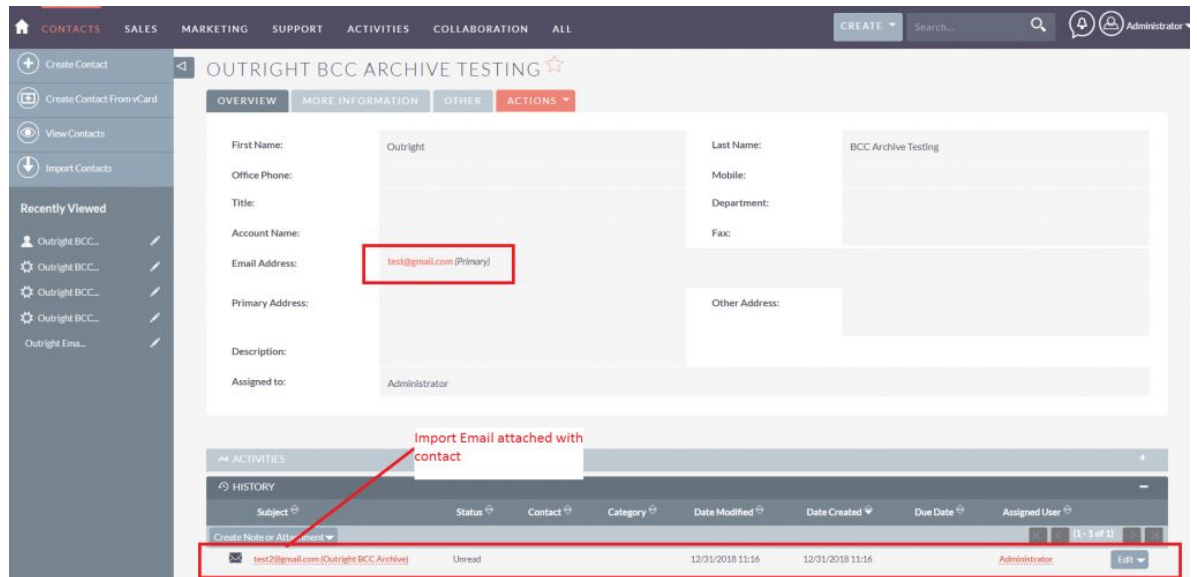 CONTACTS SALES MARKETING SUPPORT ACTIVITIES COLLABORATION ALL CREATE Search... Administrator
Create Contact
Create Contact From vCard
View Contacts
Import Contacts
Recently Viewed
Outright BCC...
Outright BCC...
Outright BCC...
Outright BCC...
Outright Ema...
OUTRIGHT BCC ARCHIVE TESTING
OVERVIEW MORE INFORMATION OTHER ACTIONS
First Name: Outright Last Name: BCC Archive Testing
Office Phone: Mobile:
Title: Department:
Account Name: Fax:
Email Address: test@gmail.com (Primary)
Primary Address: Other Address:
Description:
Assigned to: Administrator
Import Email attached with
contact
ACTIVITIES
HISTORY
Subject Status Contact Category Date Modified Date Created Due Date Assigned User
Create Note or Attachment (1 - 1 of 1)
test2@gmail.com (Outright BCC Archive) Unread 12/31/2018 11:16 12/31/2018 11:16 Administrator Edit